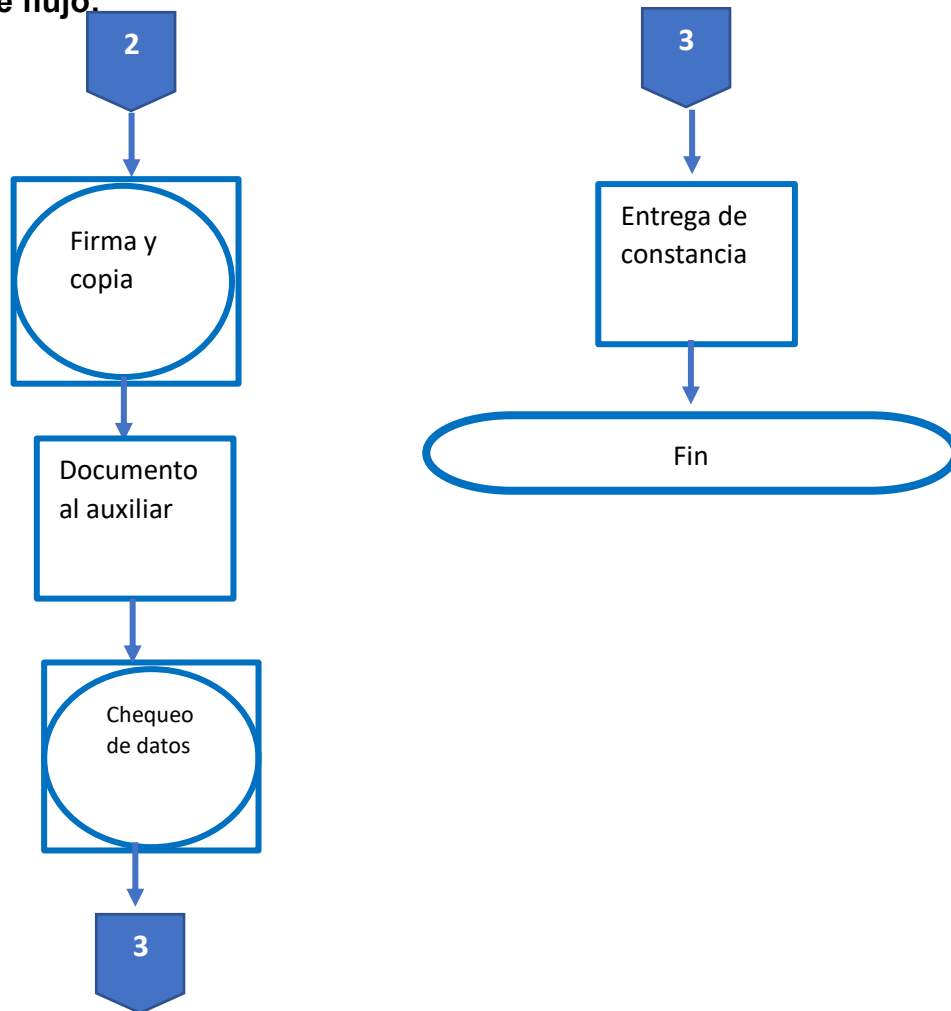 e flujo.
2
Firma y
copia
Documento
al auxiliar
Chequeo
de datos
3
3
Entrega de
constancia
Fin